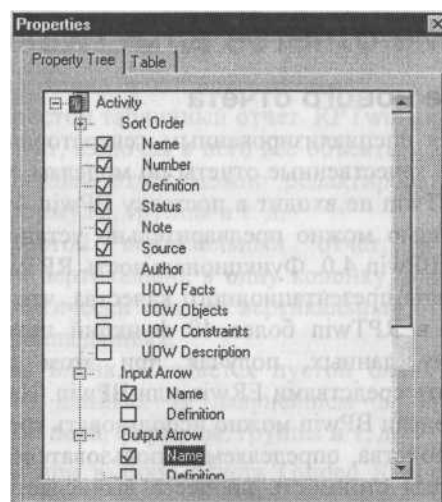 Properties
Property Tree
Table
Activity
Sort Order
Name
Number
Definition
Status
Note
Source
Author
UOW Facts
UOW Objects
UOW Constraints
UOW Description
Input Arrow
Name
Definition
Output Arrow
Name
Definition